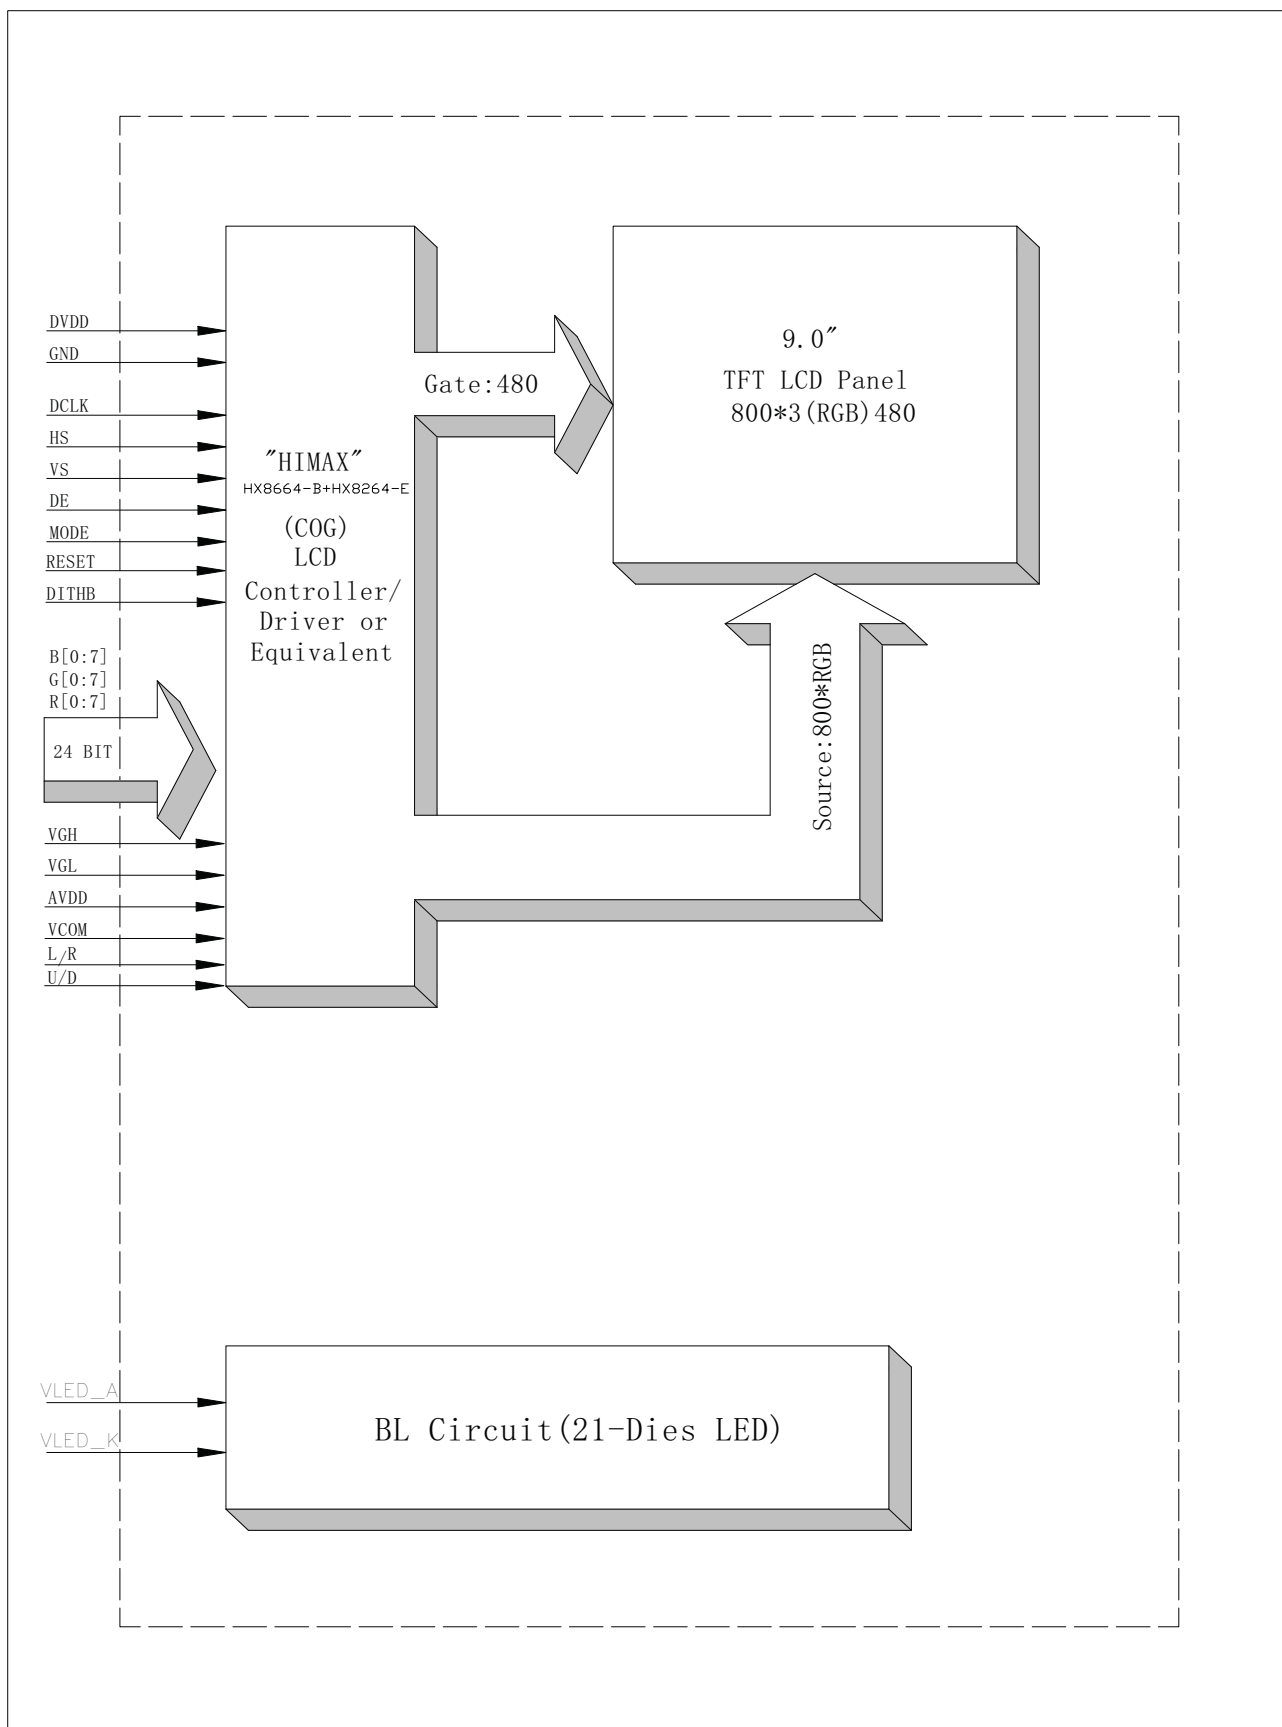 DVDD
GND
DCLK
HS
VS
DE
MODE
RESET
DITHB
B[0:7]
G[0:7]
R[0:7]
24 BIT
VGH
VGL
AVDD
VCOM
L/R
U/D
"HIMAX"
HX8664-B+HX8264-E
(COG)
LCD
Controller/
Driver or
Equivalent
Gate:480
9.0"
TFT LCD Panel
800*3(RGB)480
Source:800*RGB
VLED_A
VLED_K
BL Circuit(21-Dies LED)